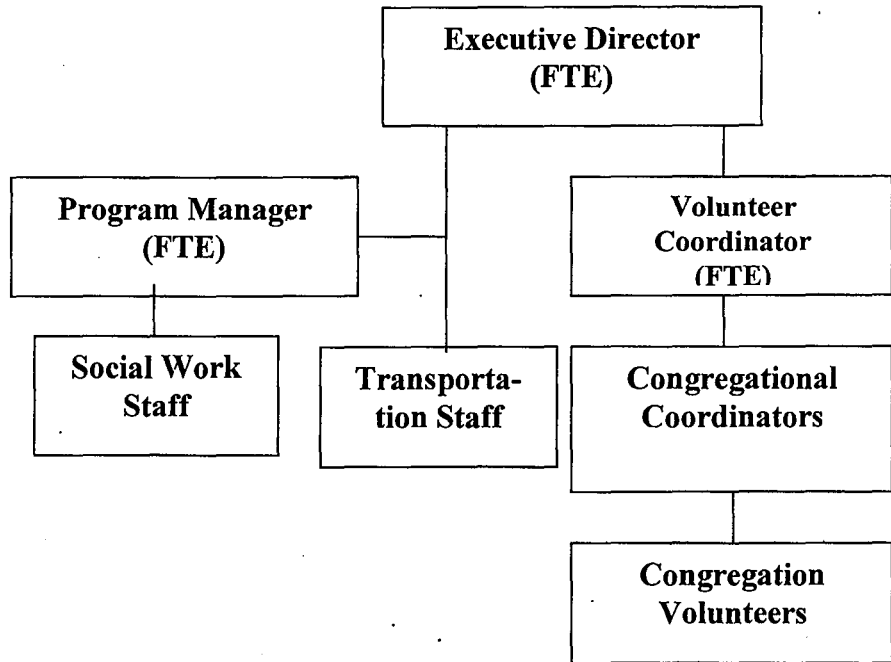 Executive Director
(FTE)
Program Manager
(FTE)
Volunteer
Coordinator
(FTE)
Social Work
Staff
Transporta-
tion Staff
Congregational
Coordinators
Congregation
Volunteers